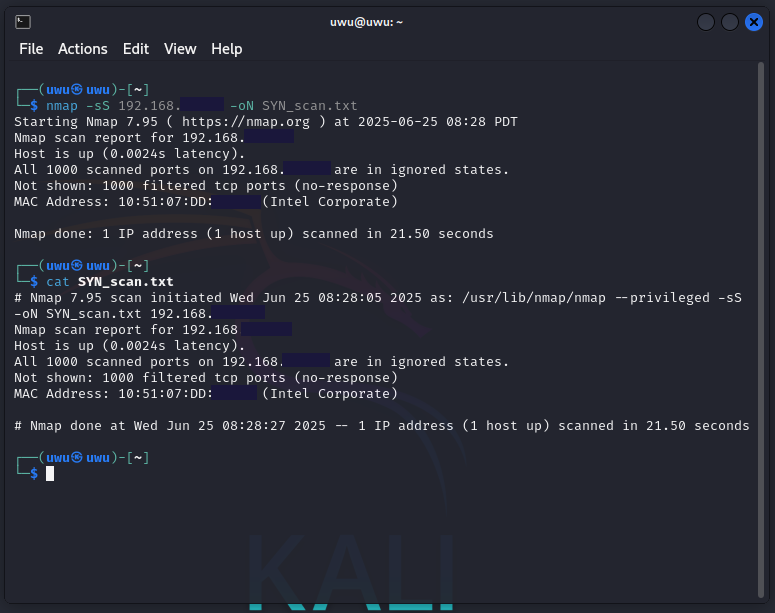 uwu@uwu: ~
File Actions Edit View Help
┌──(uwu㉿uwu)-[~]
└─$ nmap -sS 192.168. -oN SYN_scan.txt
Starting Nmap 7.95 ( https://nmap.org ) at 2025-06-25 08:28 PDT
Nmap scan report for 192.168.
Host is up (0.0024s latency).
All 1000 scanned ports on 192.168. are in ignored states.
Not shown: 1000 filtered tcp ports (no-response)
MAC Address: 10:51:07:DD: (Intel Corporate)
Nmap done: 1 IP address (1 host up) scanned in 21.50 seconds
┌──(uwu㉿uwu)-[~]
└─$ cat SYN_scan.txt
# Nmap 7.95 scan initiated Wed Jun 25 08:28:05 2025 as: /usr/lib/nmap/nmap --privileged -sS
-oN SYN_scan.txt 192.168.
Nmap scan report for 192.168
Host is up (0.0024s latency).
All 1000 scanned ports on 192.168. are in ignored states.
Not shown: 1000 filtered tcp ports (no-response)
MAC Address: 10:51:07:DD: (Intel Corporate)
# Nmap done at Wed Jun 25 08:28:27 2025 -- 1 IP address (1 host up) scanned in 21.50 seconds
┌──(uwu㉿uwu)-[~]
└─$
KALI